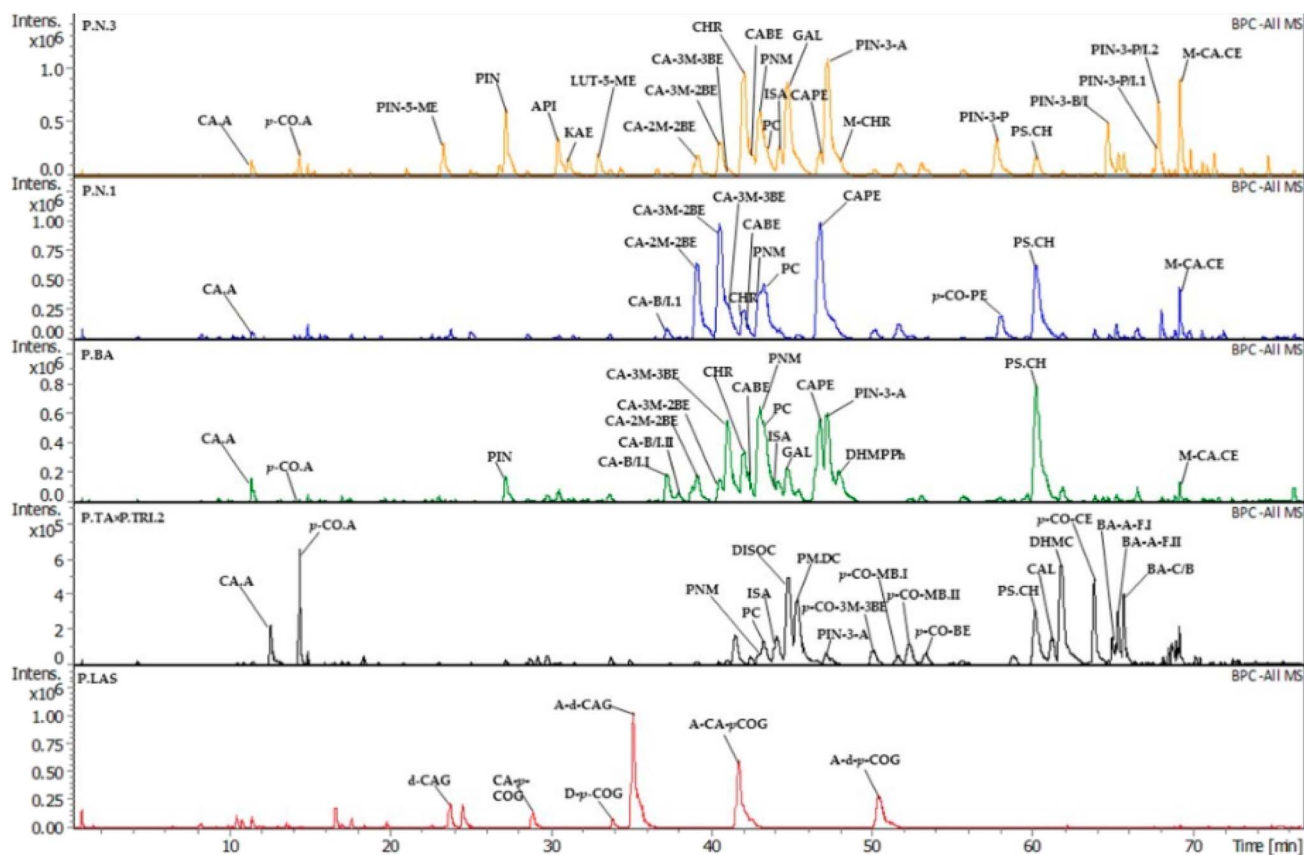 Intens. P.N.3 BPC-All MS
x10⁶
CHR CABE PNM GAL PIN-3-A PIN-3-P/I.2 M-CA.CE
1.0
CA-3M-3BE ISA PIN-3-P/I.1
PIN LUT-5-ME CA-3M-2BE PC CAPE PIN-3-B/I
0.5
PIN-5-ME API KAE CA-2M-2BE M-CHR PIN-3-P PS.CH
CA.A p-CO.A
0.0
Intens. P.N.1 BPC-All MS
x10⁶
1.00
CA-3M-2BE CA-3M-3BE CAPE
0.75
CA-2M-2BE CABE PNM PC PS.CH M-CA.CE
0.50
CA-B/I.1 CHR p-CO-PE
0.25
CA.A
0.00
Intens. P.BA BPC-All MS
x10⁶
CHR PNM PS.CH
0.8
CA-3M-3BE CABE CAPE PIN-3-A
0.6
CA-3M-2BE PC
CA-2M-2BE
0.4
CA.A CA-B/I.II ISA
p-CO.A PIN CA-B/I.I GAL DHMPPh M-CA.CE
0.2
0.0
Intens. P.TA×P.TRI.2 BPC-All MS
x10⁵
p-CO.A p-CO-CE BA-A-F.I
6
DISOC PM.DC DHMC BA-A-F.II
CA.A p-CO-MB.I CAL BA-C/B
4
PNM ISA p-CO-MB.II PS.CH
PC p-CO-3M-3BE
2
PIN-3-A p-CO-BE
0
Intens. P.LAS BPC-All MS
x10⁶
1.00
A-d-CAG
0.75
A-CA-pCOG
0.50
d-CAG CA-p-COG D-p-COG A-d-p-COG
0.25
0.00
10 20 30 40 50 60 70 Time [min]